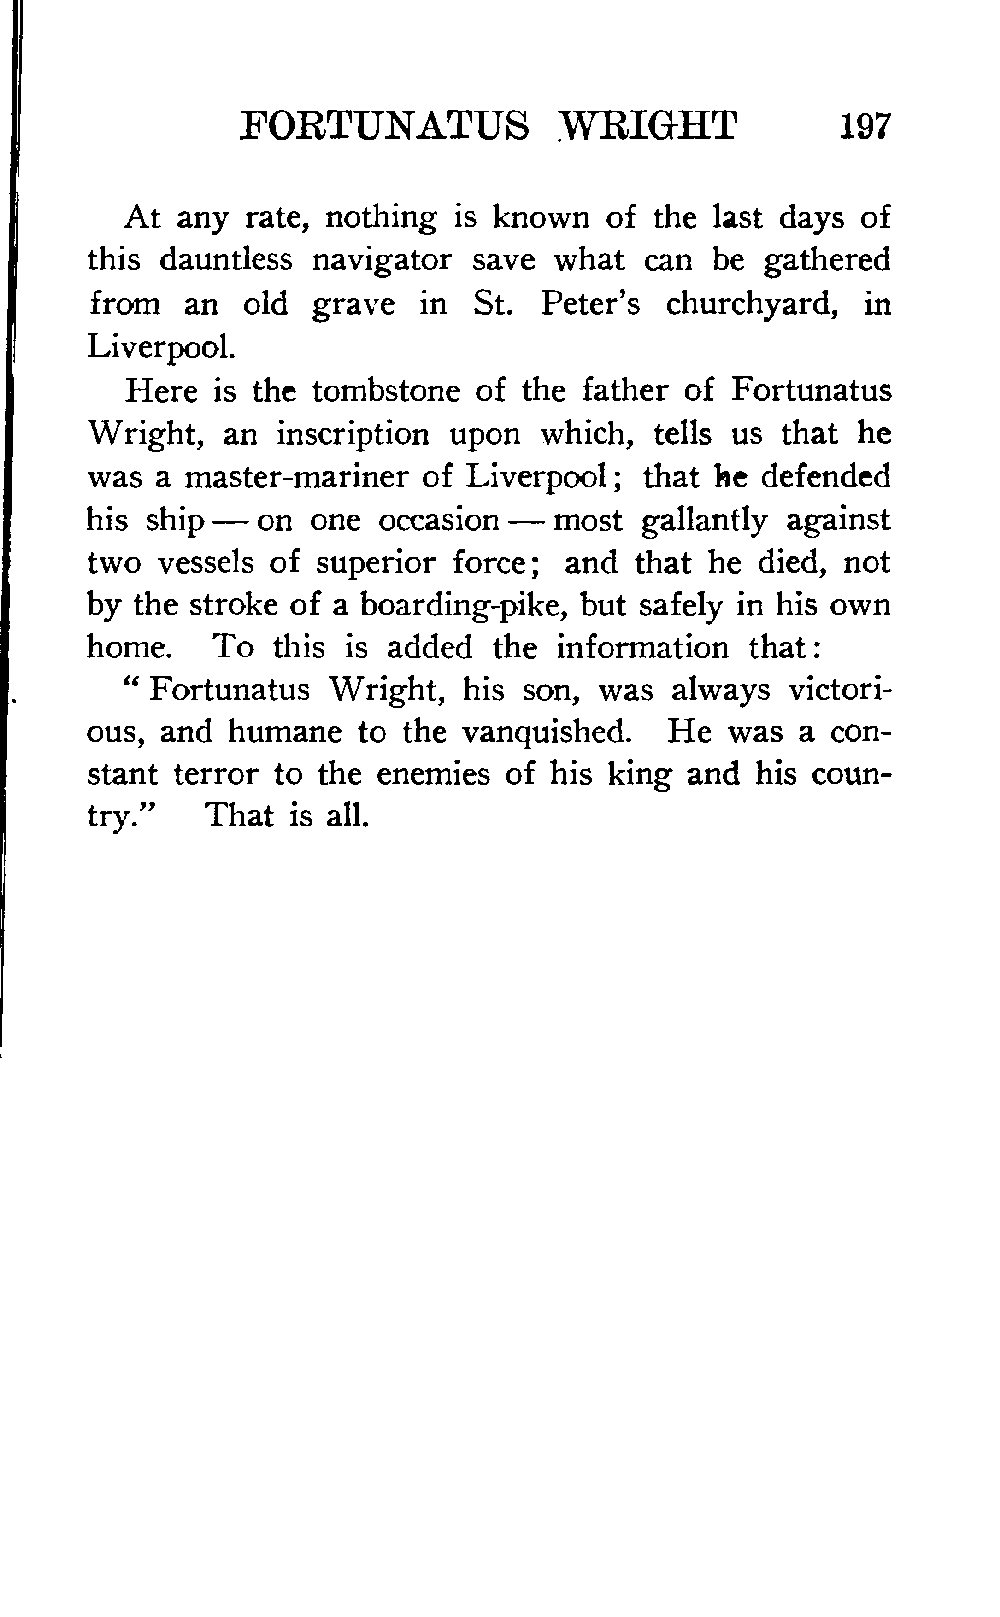 FORTUNATUS WRIGHT 197
At any rate, nothing is known of the last days of
this dauntless navigator save what can be gathered
from an old grave in St. Peter's churchyard, in
Liverpool.
Here is the tombstone of the father of Fortunatus
Wright, an inscription upon which, tells us that he
was a master-mariner of Liverpool; that he defended
his ship — on one occasion — most gallantly against
two vessels of superior force; and that he died, not
by the stroke of a boarding-pike, but safely in his own
home. To this is added the information that:
"Fortunatus Wright, his son, was always victori-
ous, and humane to the vanquished. He was a con-
stant terror to the enemies of his king and his coun-
try." That is all.